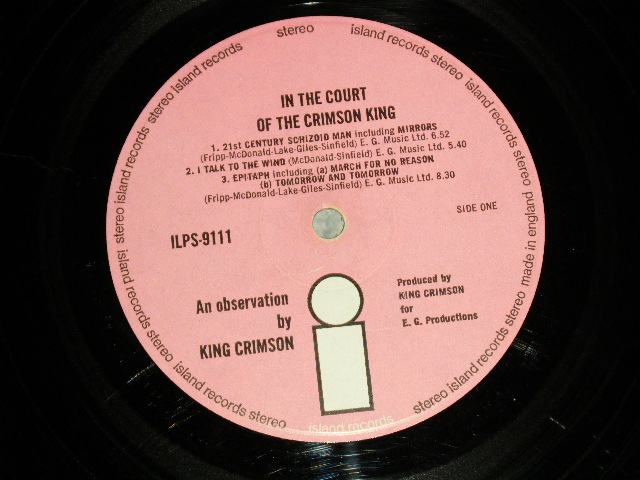 IN THE COURT
OF THE CRIMSON KING
1. 21st CENTURY SCHIZOID MAN including MIRRORS
(Fripp-McDonald-Lake-Giles-Sinfield) E. G. Music Ltd. 6.52
2. I TALK TO THE WIND (McDonald-Sinfield) E. G. Music Ltd. 5.40
3. EPITAPH including (a) MARCH FOR NO REASON
(b) TOMORROW AND TOMORROW
(Fripp-McDonald-Lake-Giles-Sinfield) E. G. Music Ltd. 8.30
SIDE ONE
ILPS-9111
An observation
by
KING CRIMSON
Produced by
KING CRIMSON
for
E. G. Productions
stereo island records stereo island records stereo made in england stereo island records stereo island records stereo island records stereo island records stereo island records